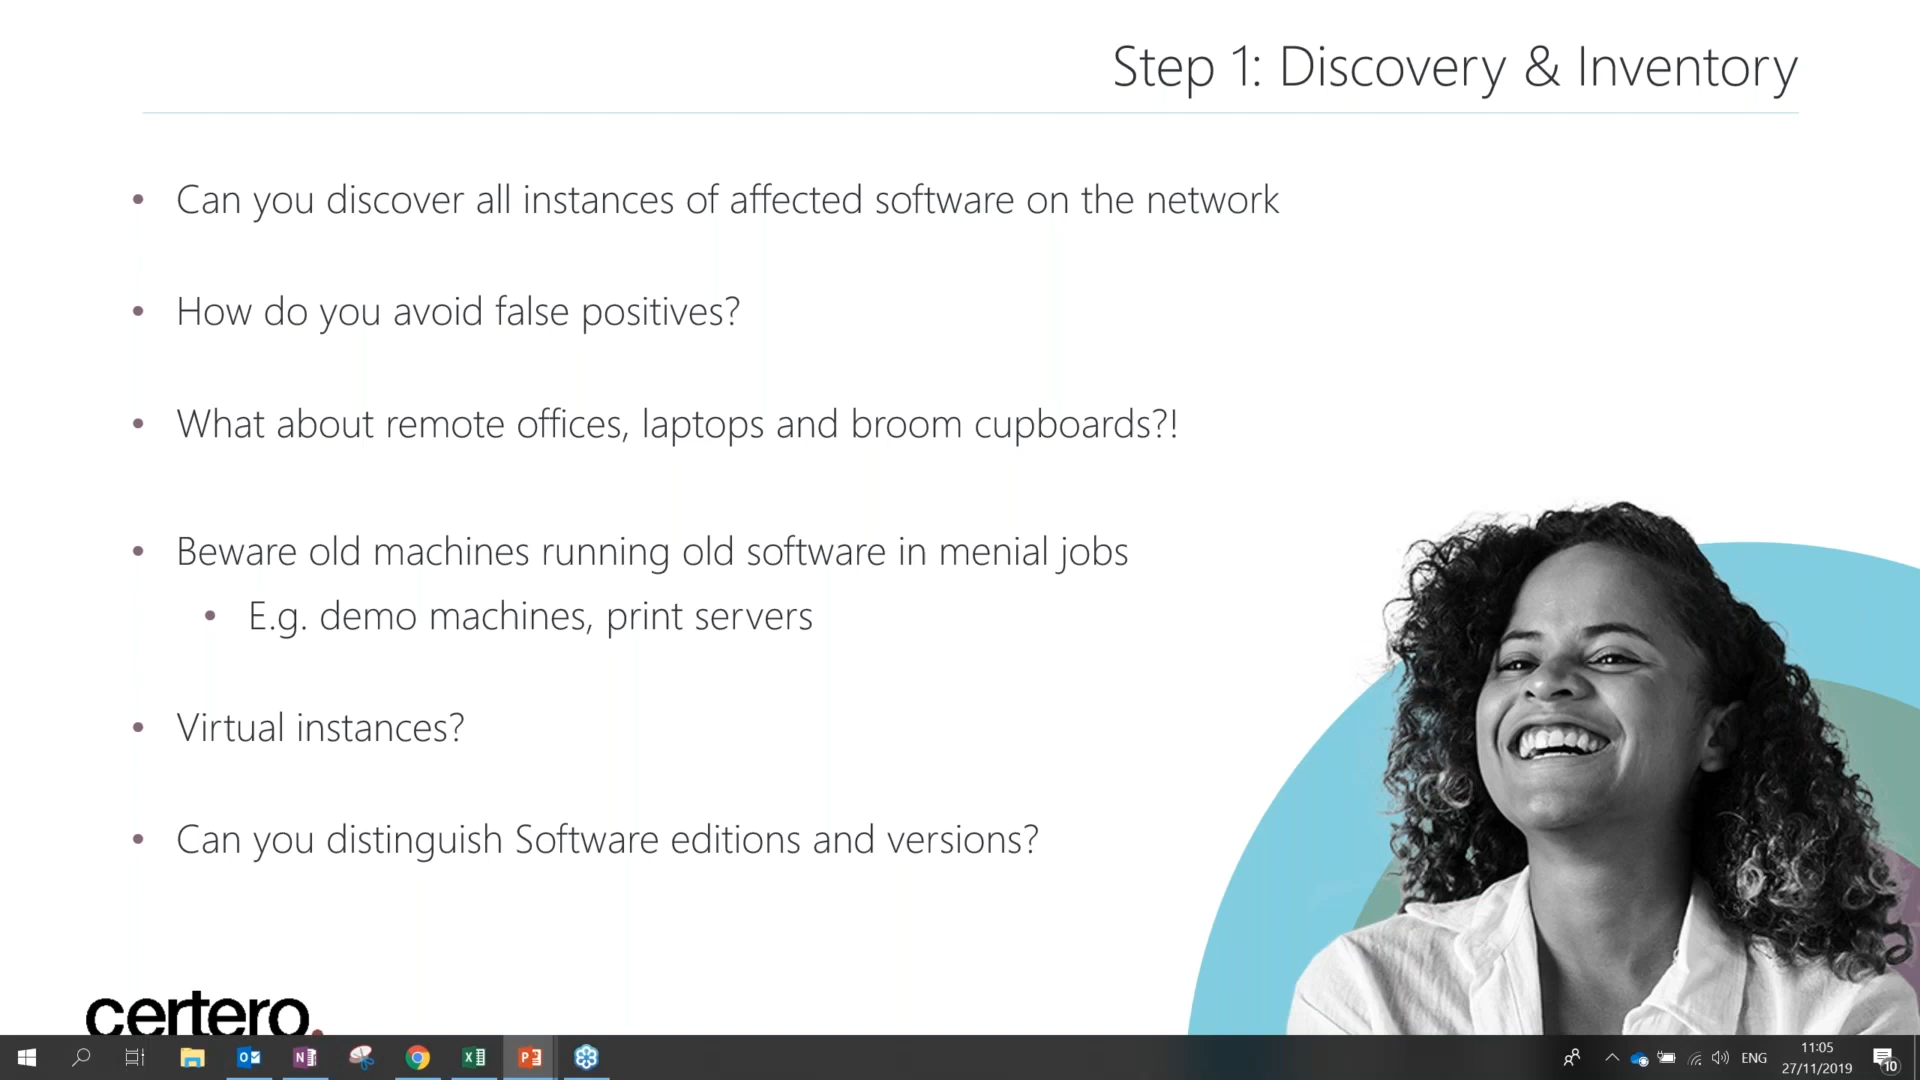 Step 1: Discovery & Inventory
• Can you discover all instances of affected software on the network
• How do you avoid false positives?
• What about remote offices, laptops and broom cupboards?!
• Beware old machines running old software in menial jobs
• E.g. demo machines, print servers
• Virtual instances?
• Can you distinguish Software editions and versions?
certero.
ENG
11:05
27/11/2019
10